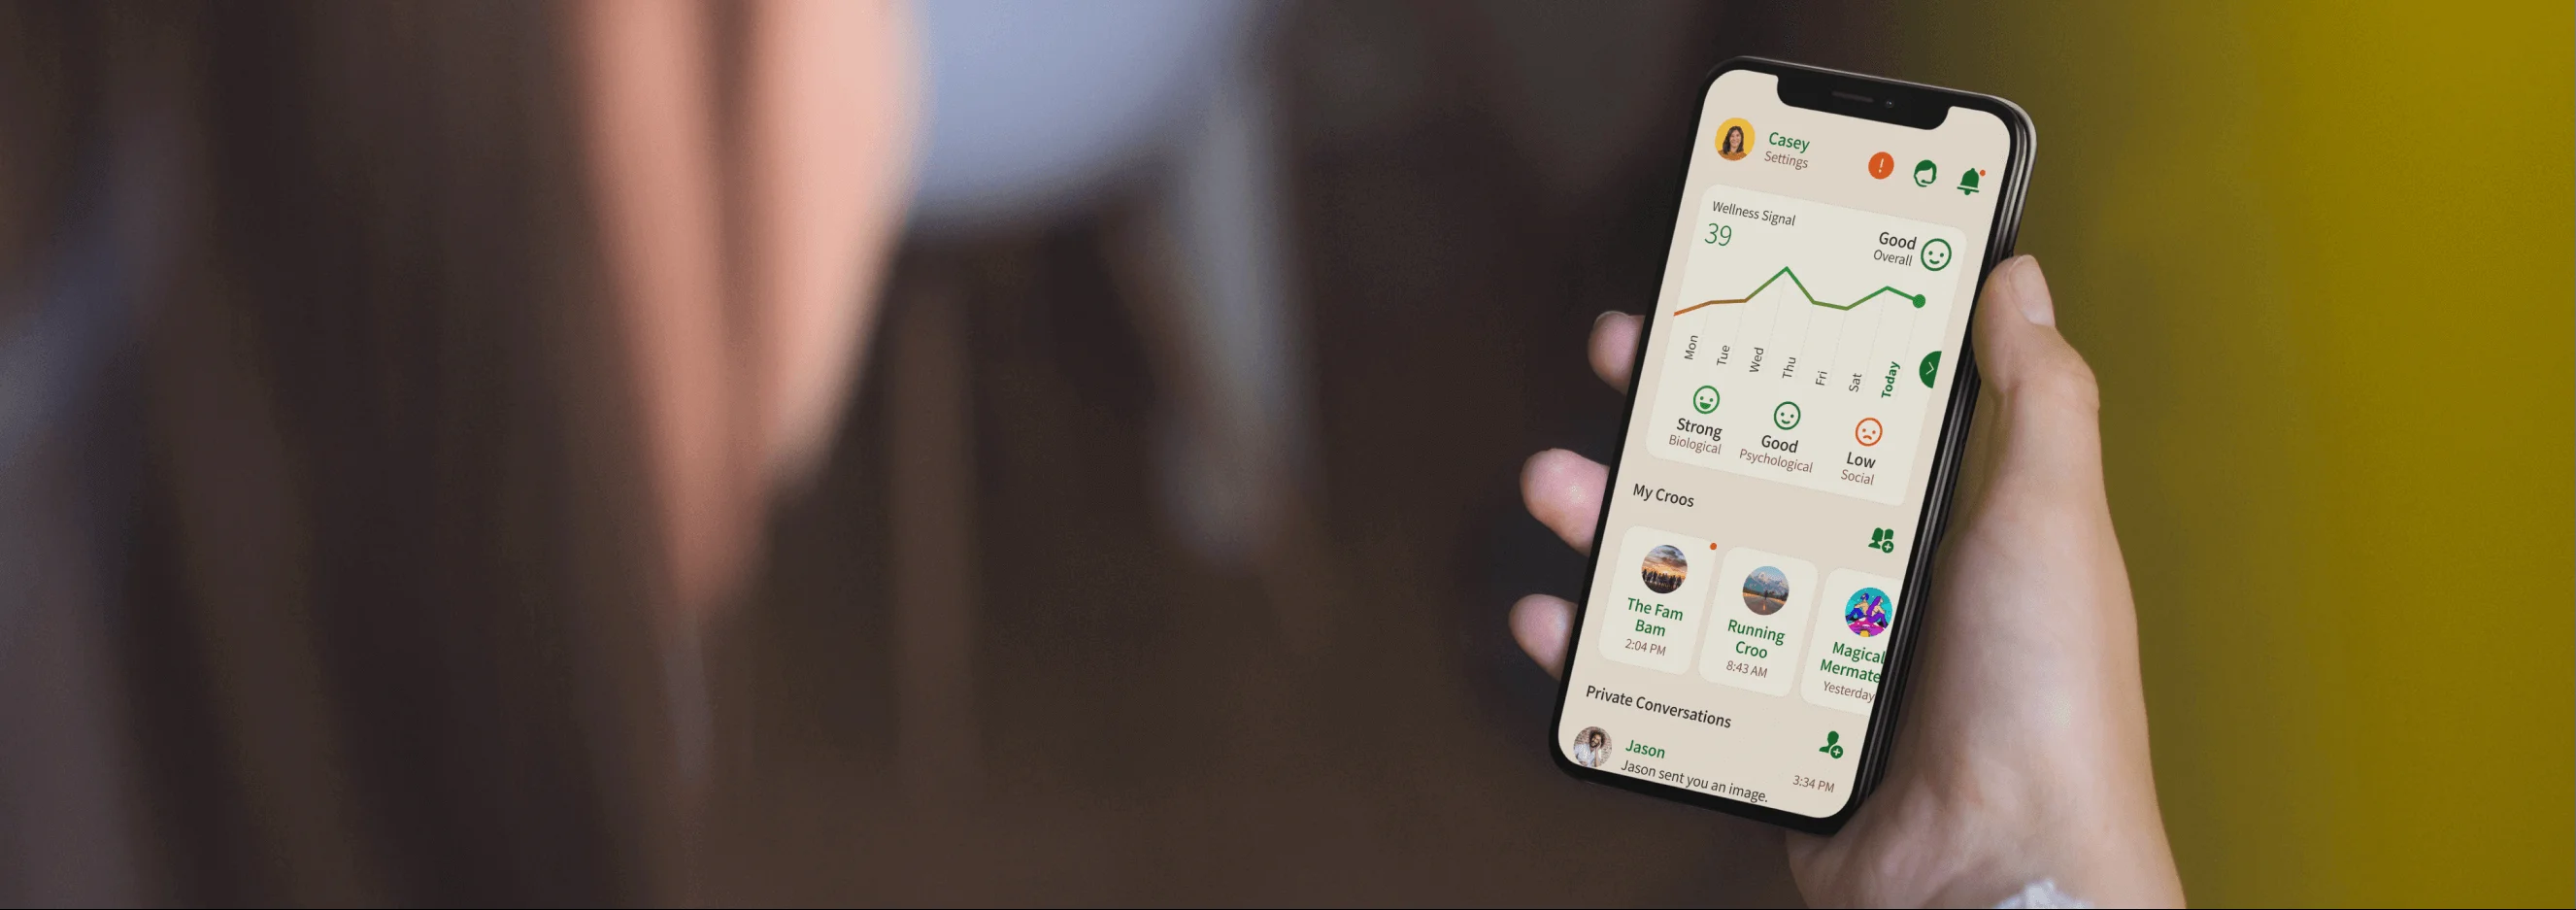 Casey
Settings
!
Wellness Signal
39
Good
Overall
Mon
Tue
Wed
Thu
Fri
Sat
Today
Strong
Biological
Good
Psychological
Low
Social
My Croos
The Fam
Bam
2:04 PM
Running
Croo
8:43 AM
Magical
Mermate
Yesterday
Private Conversations
Jason
Jason sent you an image.
3:34 PM